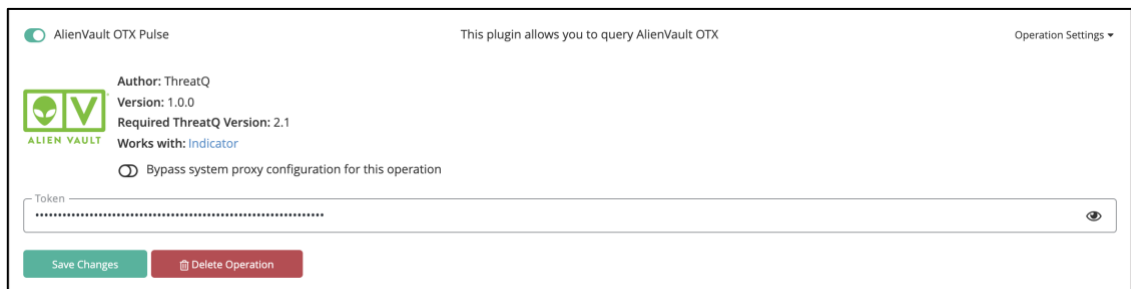 AlienVault OTX Pulse
This plugin allows you to query AlienVault OTX
Operation Settings
Author: ThreatQ
Version: 1.0.0
Required ThreatQ Version: 2.1
Works with: Indicator
ALIEN VAULT
Bypass system proxy configuration for this operation
Token
Save Changes
Delete Operation